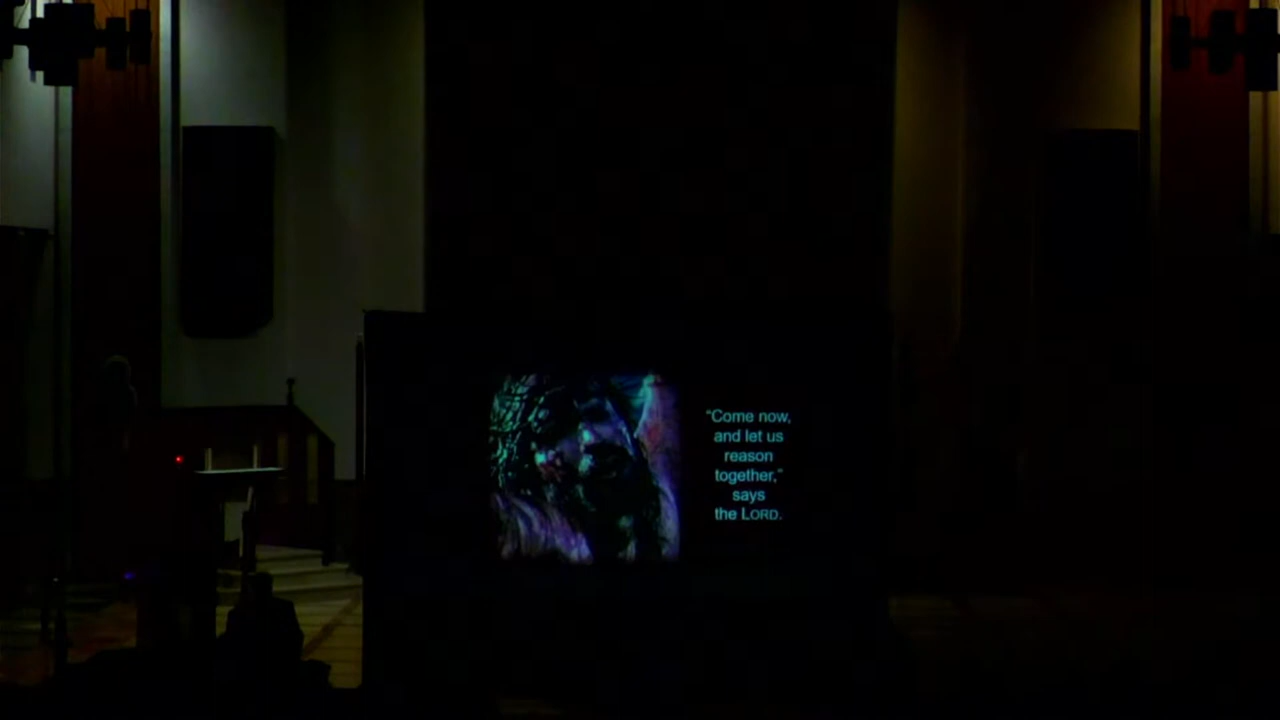 “Come now,
and let us
reason
together,”
says
the LORD.